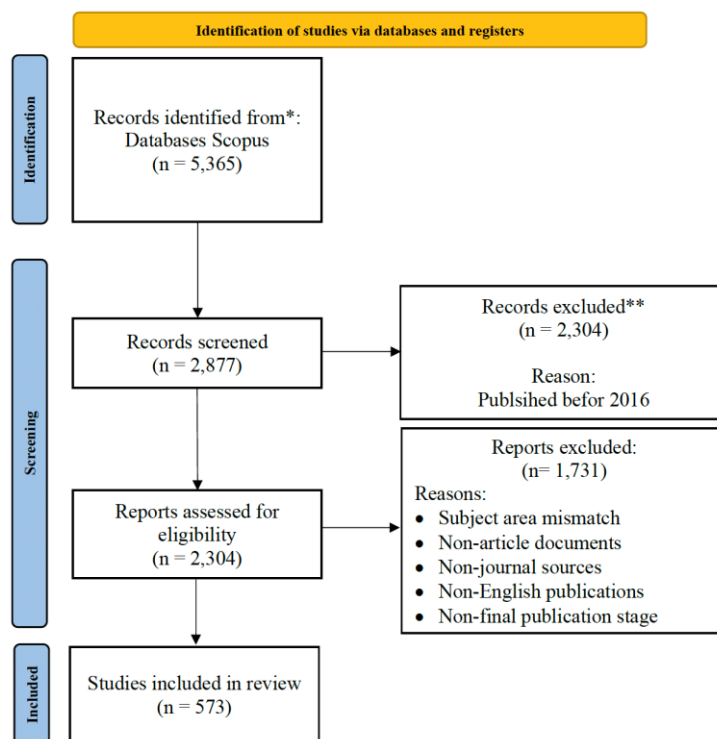 Identification of studies via databases and registers
Identification
Records identified from*:
Databases Scopus
(n = 5,365)
Screening
Records screened
(n = 2,877)
Records excluded**
(n = 2,304)
Reason:
Publsihed befor 2016
Reports assessed for
eligibility
(n = 2,304)
Reports excluded:
(n= 1,731)
Reasons:
• Subject area mismatch
• Non-article documents
• Non-journal sources
• Non-English publications
• Non-final publication stage
Included
Studies included in review
(n = 573)